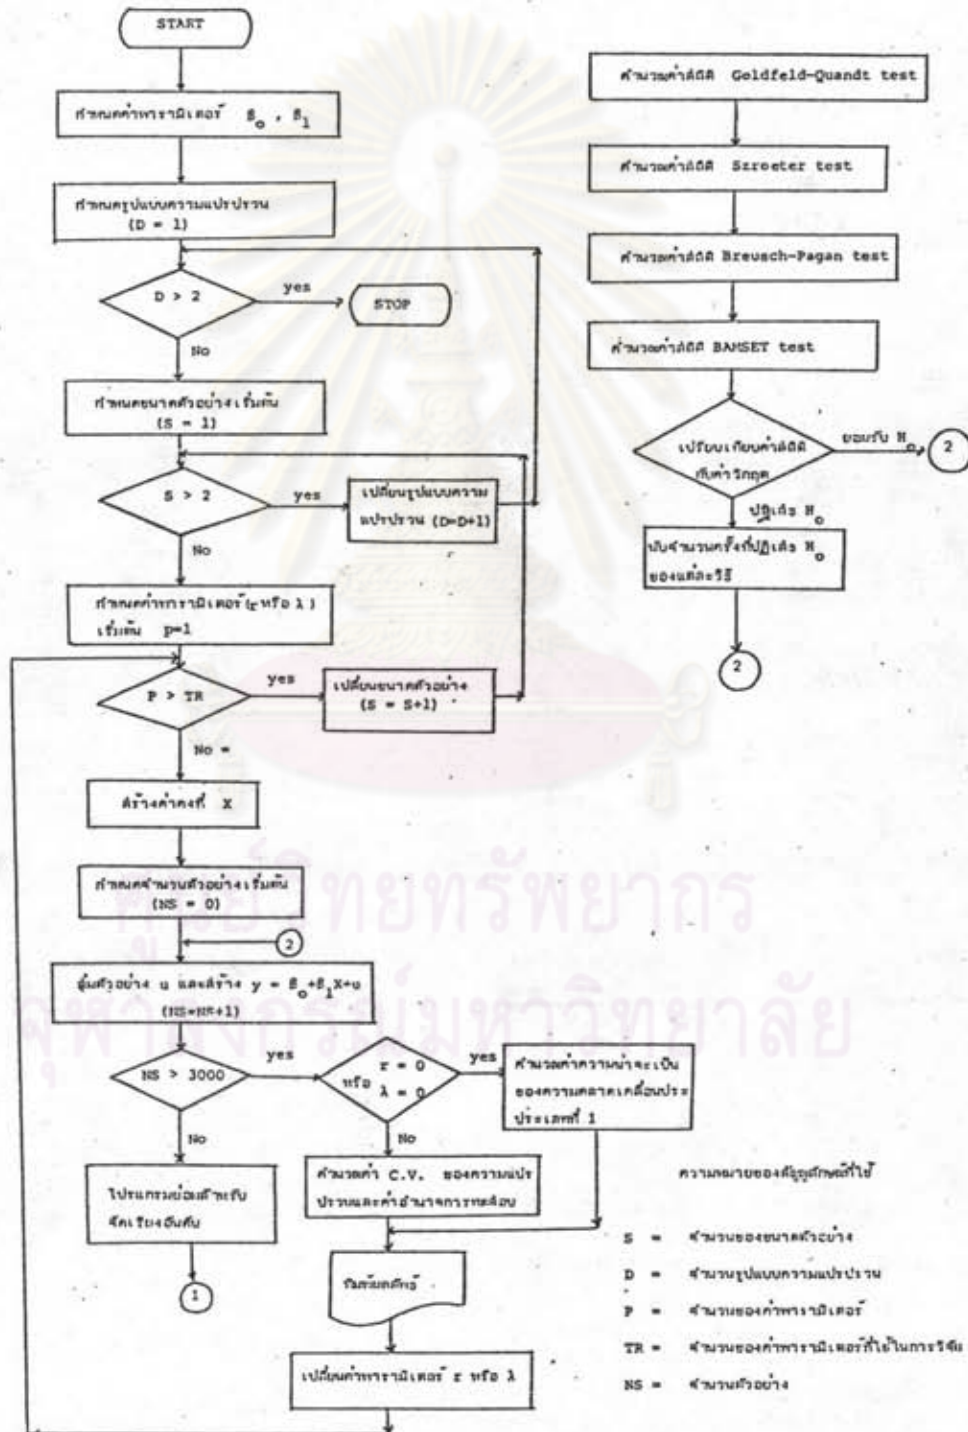 START
กำหนดค่าพารามิเตอร์ β₀ , β₁
กำหนดรูปแบบความแปรปรวน
(D = 1)
D > 2
yes
STOP
No
กำหนดขนาดตัวอย่างเริ่มต้น
(S = 1)
S > 2
yes
เปลี่ยนรูปแบบความ
แปรปรวน (D=D+1)
No
กำหนดค่าพารามิเตอร์(r หรือ λ)
เริ่มต้น p=1
P > TR
yes
เปลี่ยนขนาดตัวอย่าง
(S = S+1)
No =
สร้างค่าคงที่ X
กำหนดจำนวนตัวอย่างเริ่มต้น
(NS = 0)
2
สุ่มตัวอย่าง u และสร้าง y = β₀+β₁X+u
(NS=NS+1)
NS > 3000
yes
r = 0
หรือ
λ = 0
yes
คำนวณค่าความน่าจะเป็น
ของความคลาดเคลื่อนประ
ประเภทที่ 1
No
No
โปรแกรมย่อยสำหรับ
จัดเรียงอันดับ
1
คำนวณค่า C.V. ของความแปร
ปรวนและค่าอำนาจการทดสอบ
พิมพ์ผลลัพธ์
เปลี่ยนค่าพารามิเตอร์ r หรือ λ
คำนวณค่าสถิติ Goldfeld-Quandt test
คำนวณค่าสถิติ Szroeter test
คำนวณค่าสถิติ Breusch-Pagan test
คำนวณค่าสถิติ BAMSET test
เปรียบเทียบค่าสถิติ
กับค่าวิกฤต
ยอมรับ H₀
2
ปฏิเสธ H₀
นับจำนวนครั้งที่ปฏิเสธ H₀
ของแต่ละวิธี
2
ความหมายของสัญลักษณ์ที่ใช้
S = จำนวนของขนาดตัวอย่าง
D = จำนวนรูปแบบความแปรปรวน
P = จำนวนของค่าพารามิเตอร์
TR = จำนวนของค่าพารามิเตอร์ที่ใช้ในการวิจัย
NS = จำนวนตัวอย่าง
ศูนย์วิทยทรัพยากร
จุฬาลงกรณ์มหาวิทยาลัย